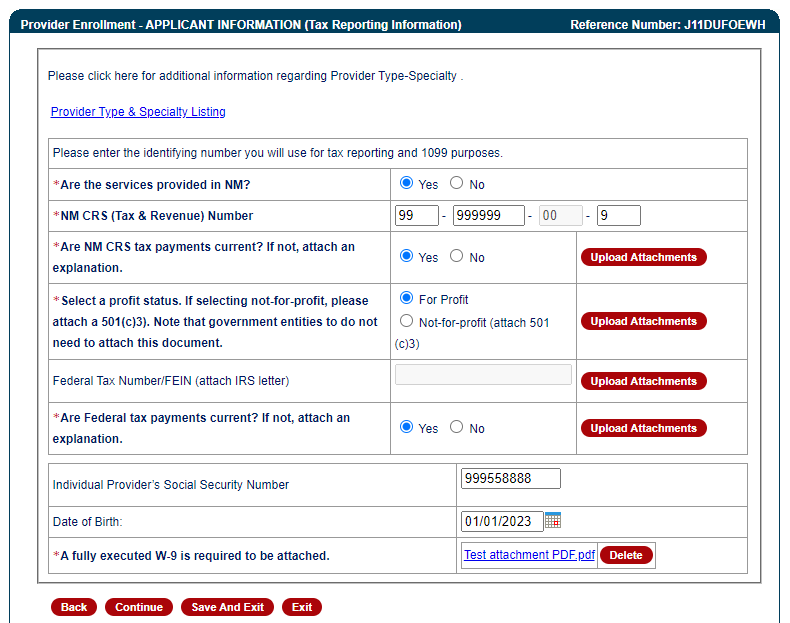 Provider Enrollment - APPLICANT INFORMATION (Tax Reporting Information) Reference Number: J11DUFOEWH
Please click here for additional information regarding Provider Type-Specialty .
Provider Type & Specialty Listing
Please enter the identifying number you will use for tax reporting and 1099 purposes.
*Are the services provided in NM? Yes No
*NM CRS (Tax & Revenue) Number 99 - 999999 - 00 - 9
*Are NM CRS tax payments current? If not, attach an
explanation.
Yes No
Upload Attachments
*Select a profit status. If selecting not-for-profit, please
attach a 501(c)3). Note that government entities to do not
need to attach this document.
For Profit
Not-for-profit (attach 501
(c)3)
Upload Attachments
Federal Tax Number/FEIN (attach IRS letter)
Upload Attachments
*Are Federal tax payments current? If not, attach an
explanation.
Yes No
Upload Attachments
Individual Provider's Social Security Number 999558888
Date of Birth: 01/01/2023
*A fully executed W-9 is required to be attached. Test attachment PDF.pdf Delete
Back Continue Save And Exit Exit